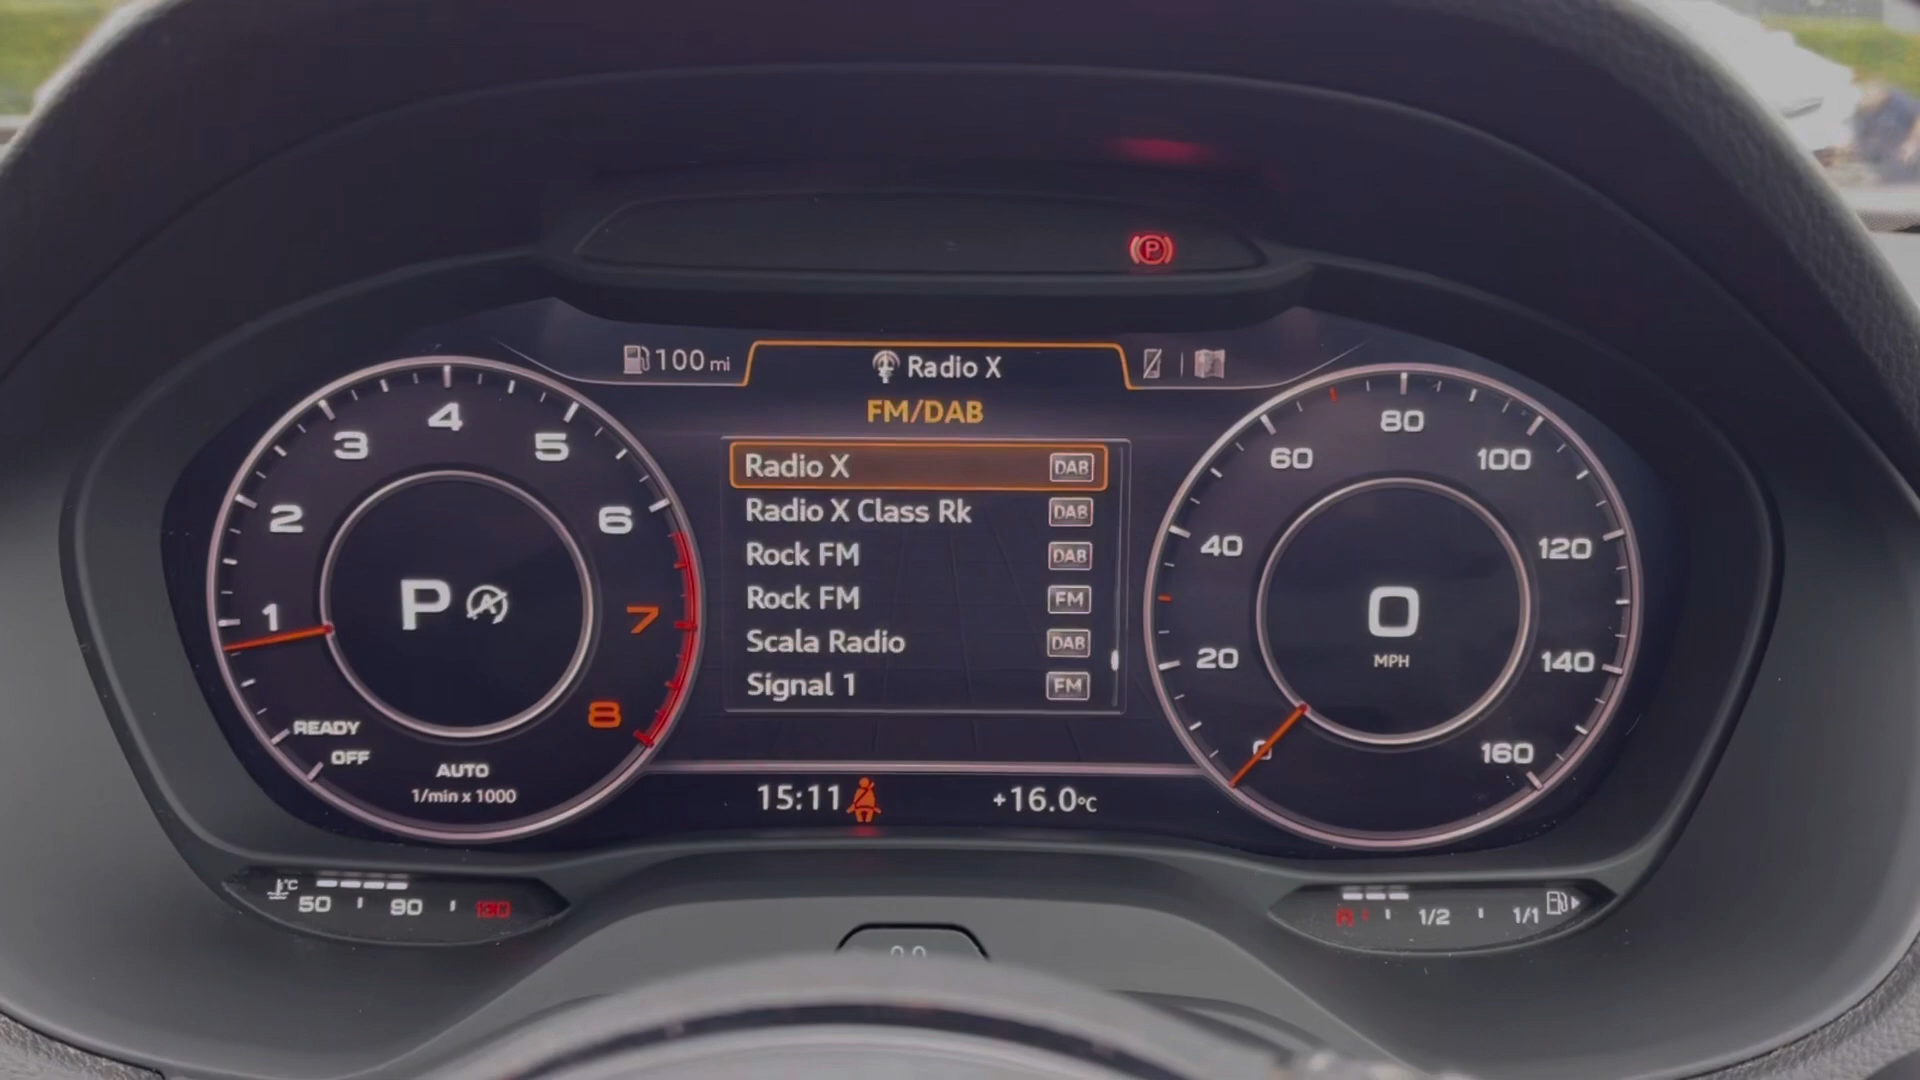 P
100 mi
Radio X
FM/DAB
Radio X DAB
Radio X Class Rk DAB
Rock FM DAB
Rock FM FM
Scala Radio DAB
Signal 1 FM
1 2 3 4 5 6 7 8
P A
READY
OFF
AUTO
1/min x 1000
0 20 40 60 80 100 120 140 160
0
MPH
15:11
+16.0°C
°C
50 90 130
R 1/2 1/1
0.0